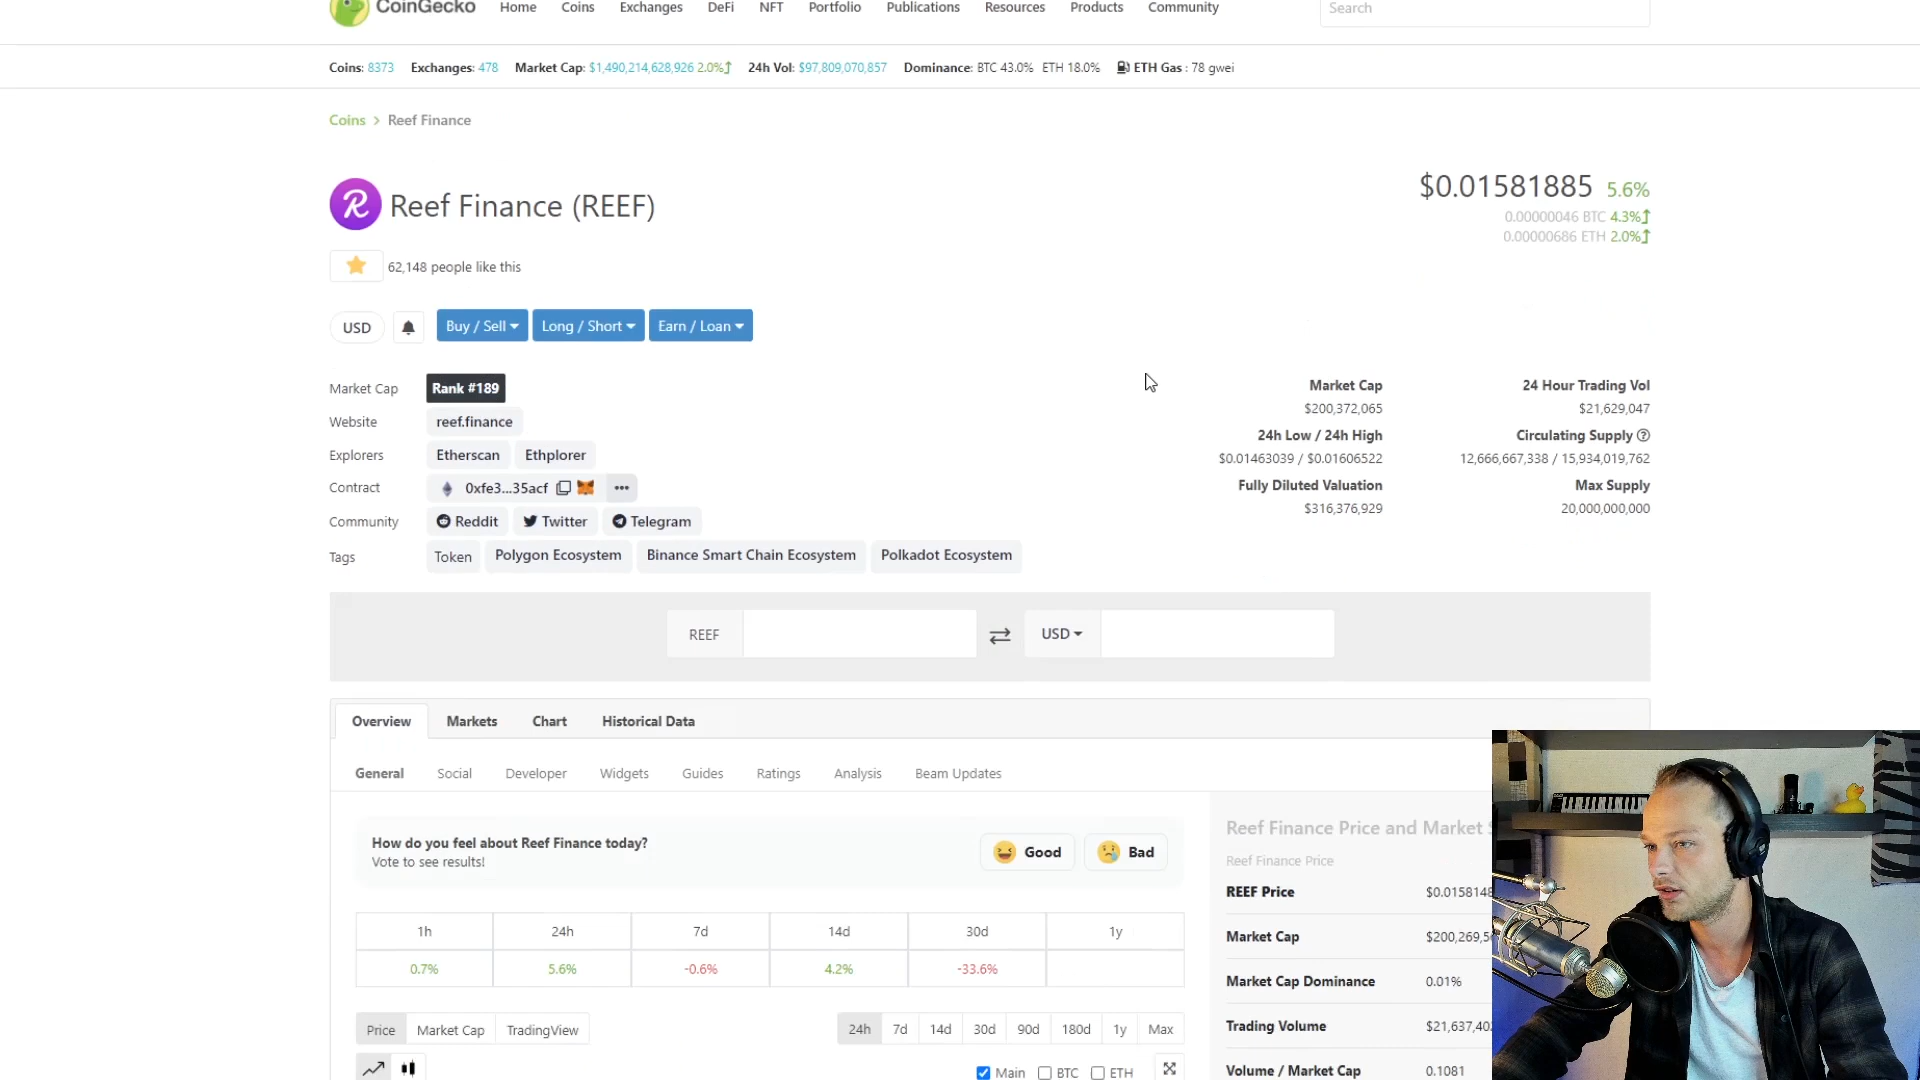 CoinGecko
Home Coins Exchanges DeFi NFT Portfolio Publications Resources Products Community
Search
Coins: 8373 Exchanges: 478 Market Cap: $1,490,214,628,926 2.0% 24h Vol: $97,809,070,857 Dominance: BTC 43.0% ETH 18.0% ETH Gas : 78 gwei
Coins > Reef Finance
R
Reef Finance (REEF)
$0.01581885 5.6%
0.00000046 BTC 4.3%
0.00000686 ETH 2.0%
62,148 people like this
USD Buy / Sell Long / Short Earn / Loan
Market Cap Rank #189
Website reef.finance
Explorers Etherscan Ethplorer
Contract 0xfe3...35acf •••
Community Reddit Twitter Telegram
Tags Token Polygon Ecosystem Binance Smart Chain Ecosystem Polkadot Ecosystem
Market Cap 24 Hour Trading Vol
$200,372,065 $21,629,047
24h Low / 24h High Circulating Supply
$0.01463039 / $0.01606522 12,666,667,338 / 15,934,019,762
Fully Diluted Valuation Max Supply
$316,376,929 20,000,000,000
REEF USD
Overview Markets Chart Historical Data
General Social Developer Widgets Guides Ratings Analysis Beam Updates
How do you feel about Reef Finance today?
Vote to see results!
Good Bad
1h 24h 7d 14d 30d 1y
0.7% 5.6% -0.6% 4.2% -33.6%
Price Market Cap TradingView
24h 7d 14d 30d 90d 180d 1y Max
Main BTC ETH
Reef Finance Price and Market S
Reef Finance Price
REEF Price $0.0158148
Market Cap $200,269,5
Market Cap Dominance 0.01%
Trading Volume $21,637,40
Volume / Market Cap 0.1081